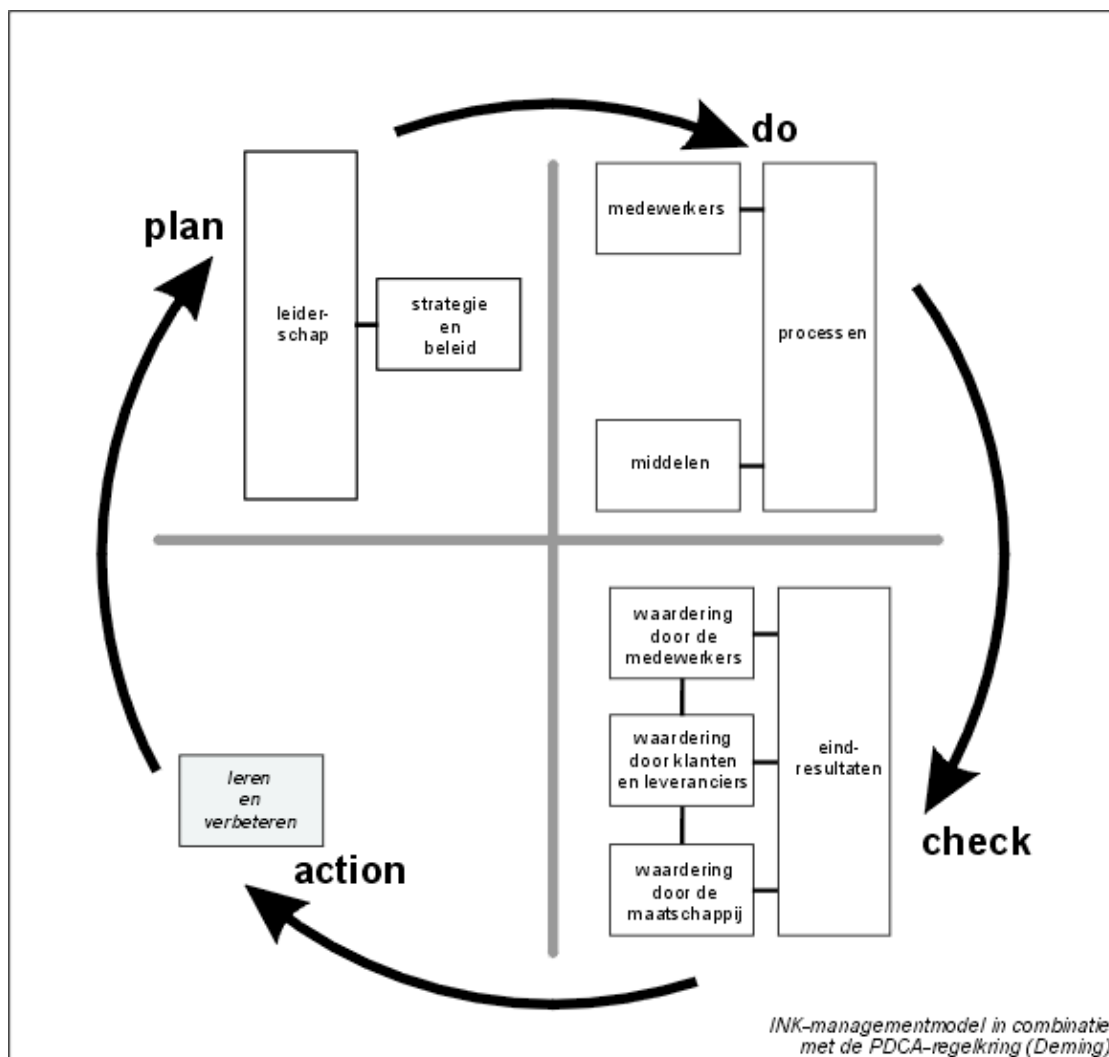 do
plan
leider-
schap
strategie
en
beleid
medewerkers
processen
middelen
waardering
door de
medewerkers
waardering
door klanten
en leveranciers
eind-
resultaten
waardering
door de
maatschappij
check
leren
en
verbeteren
action
INK-managementmodel in combinatie
met de PDCA-regelkring (Deming)